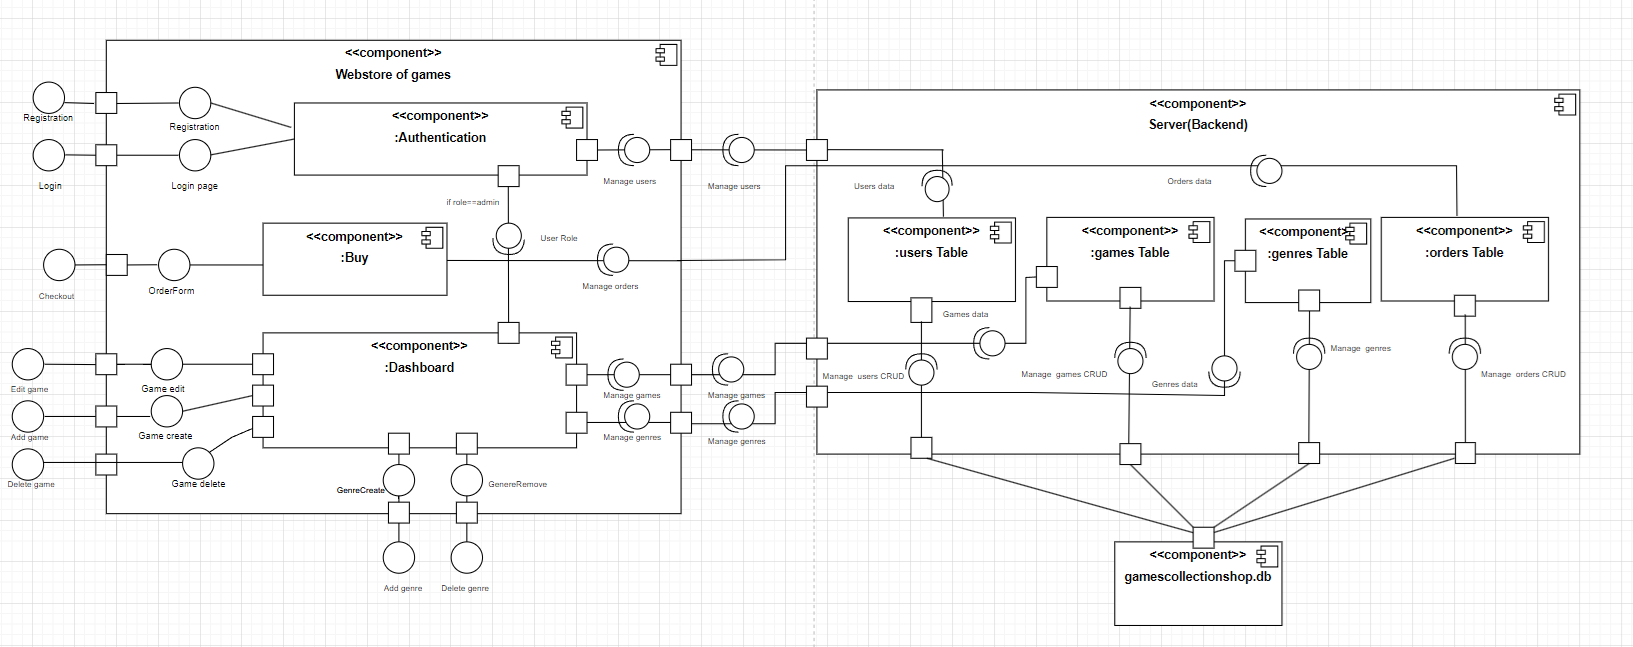 <<component>>
Webstore of games
Registration
Registration
Login
Login page
<<component>>
:Authentication
Manage users
Manage users
if role==admin
User Role
<<component>>
:Buy
Checkout
OrderForm
Manage orders
<<component>>
:Dashboard
Edit game
Game edit
Add game
Game create
Delete game
Game delete
Manage games
Manage games
Manage genres
Manage genres
GenreCreate
GenereRemove
Add genre
Delete genre
<<component>>
Server(Backend)
Users data
Orders data
<<component>>
:users Table
<<component>>
:games Table
<<component>>
:genres Table
<<component>>
:orders Table
Games data
Manage users CRUD
Manage games CRUD
Genres data
Manage genres
Manage orders CRUD
<<component>>
gamescollectionshop.db